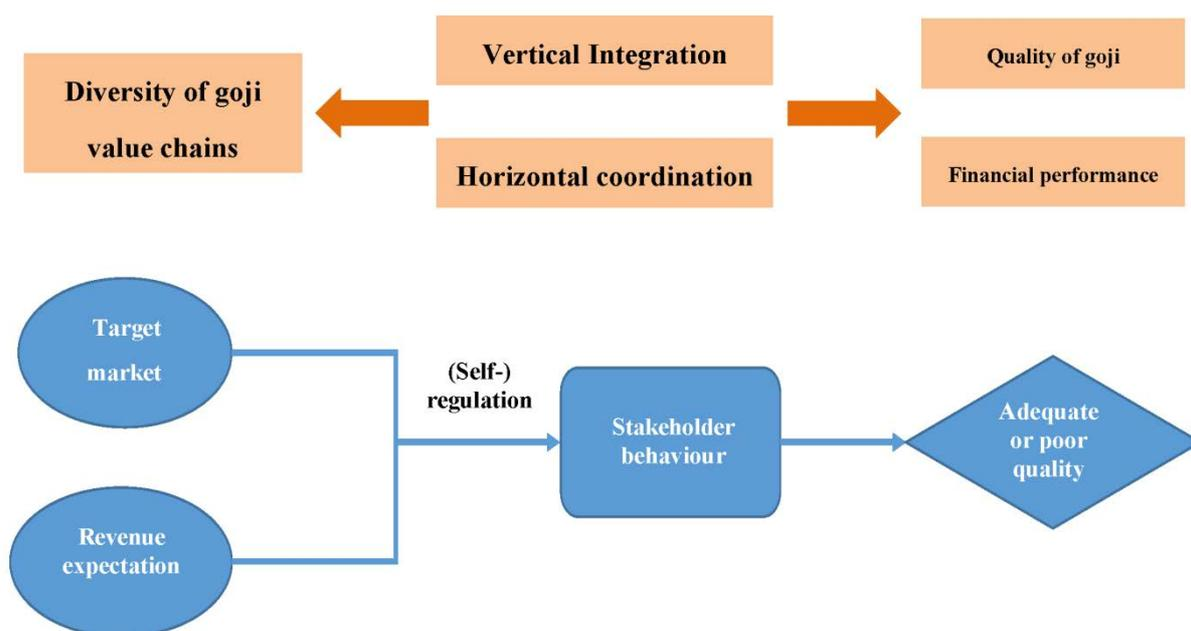 Diversity of goji
value chains
Vertical Integration
Horizontal coordination
Quality of goji
Financial performance
Target
market
Revenue
expectation
(Self-)
regulation
Stakeholder
behaviour
Adequate
or poor
quality